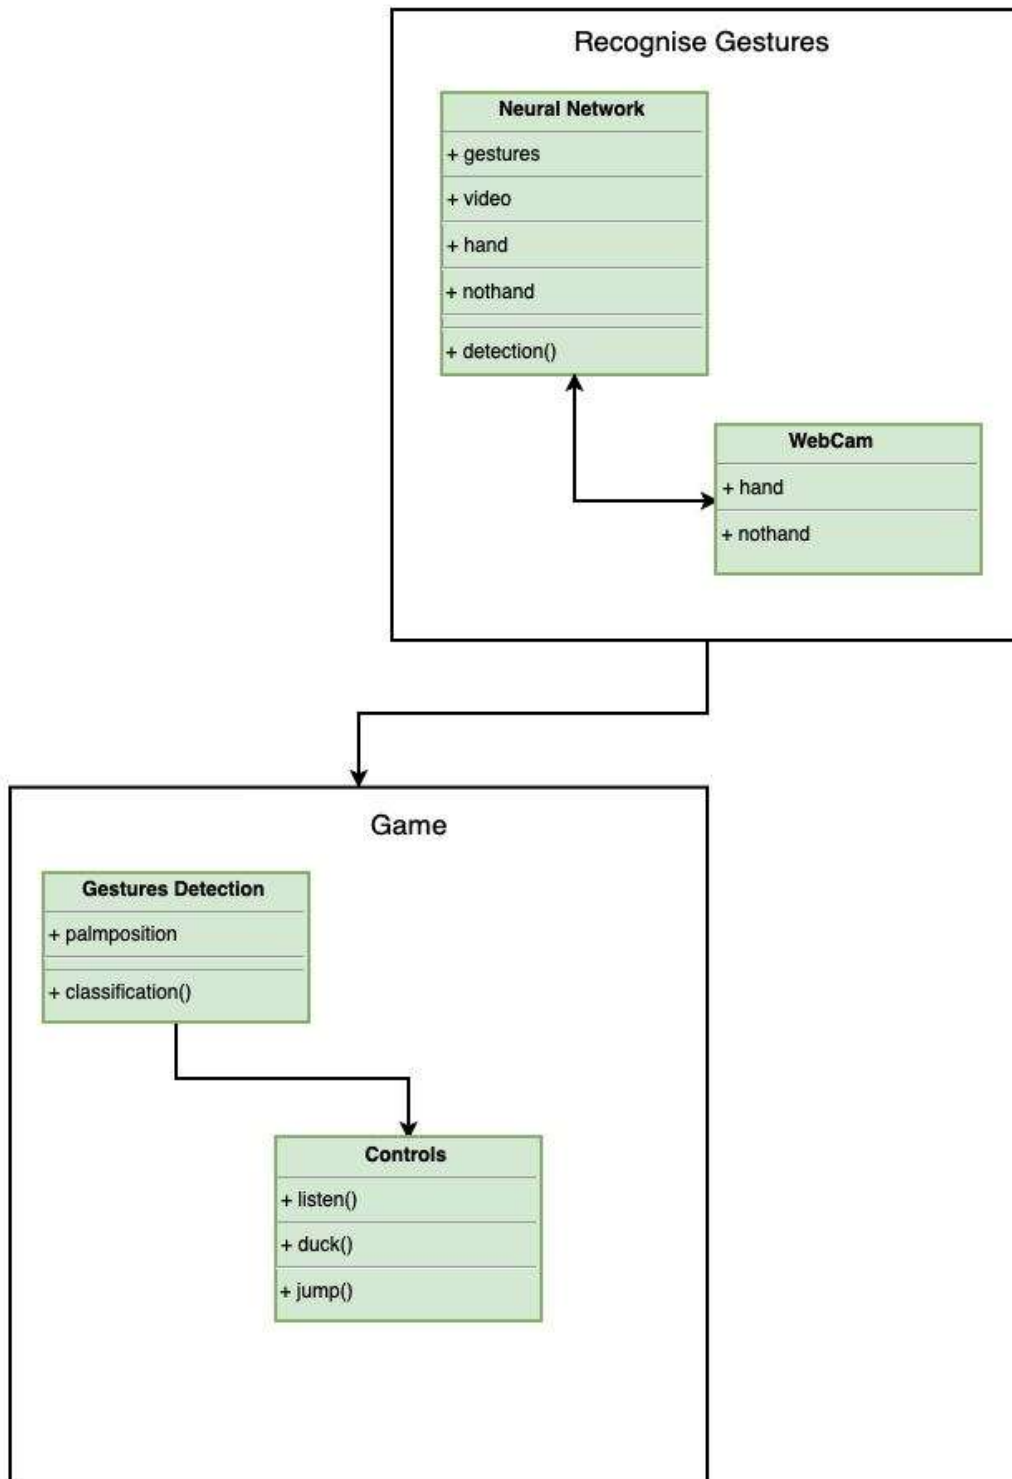 Recognise Gestures
Neural Network
+ gestures
+ video
+ hand
+ nothand
+ detection()
WebCam
+ hand
+ nothand
Game
Gestures Detection
+ palmposition
+ classification()
Controls
+ listen()
+ duck()
+ jump()